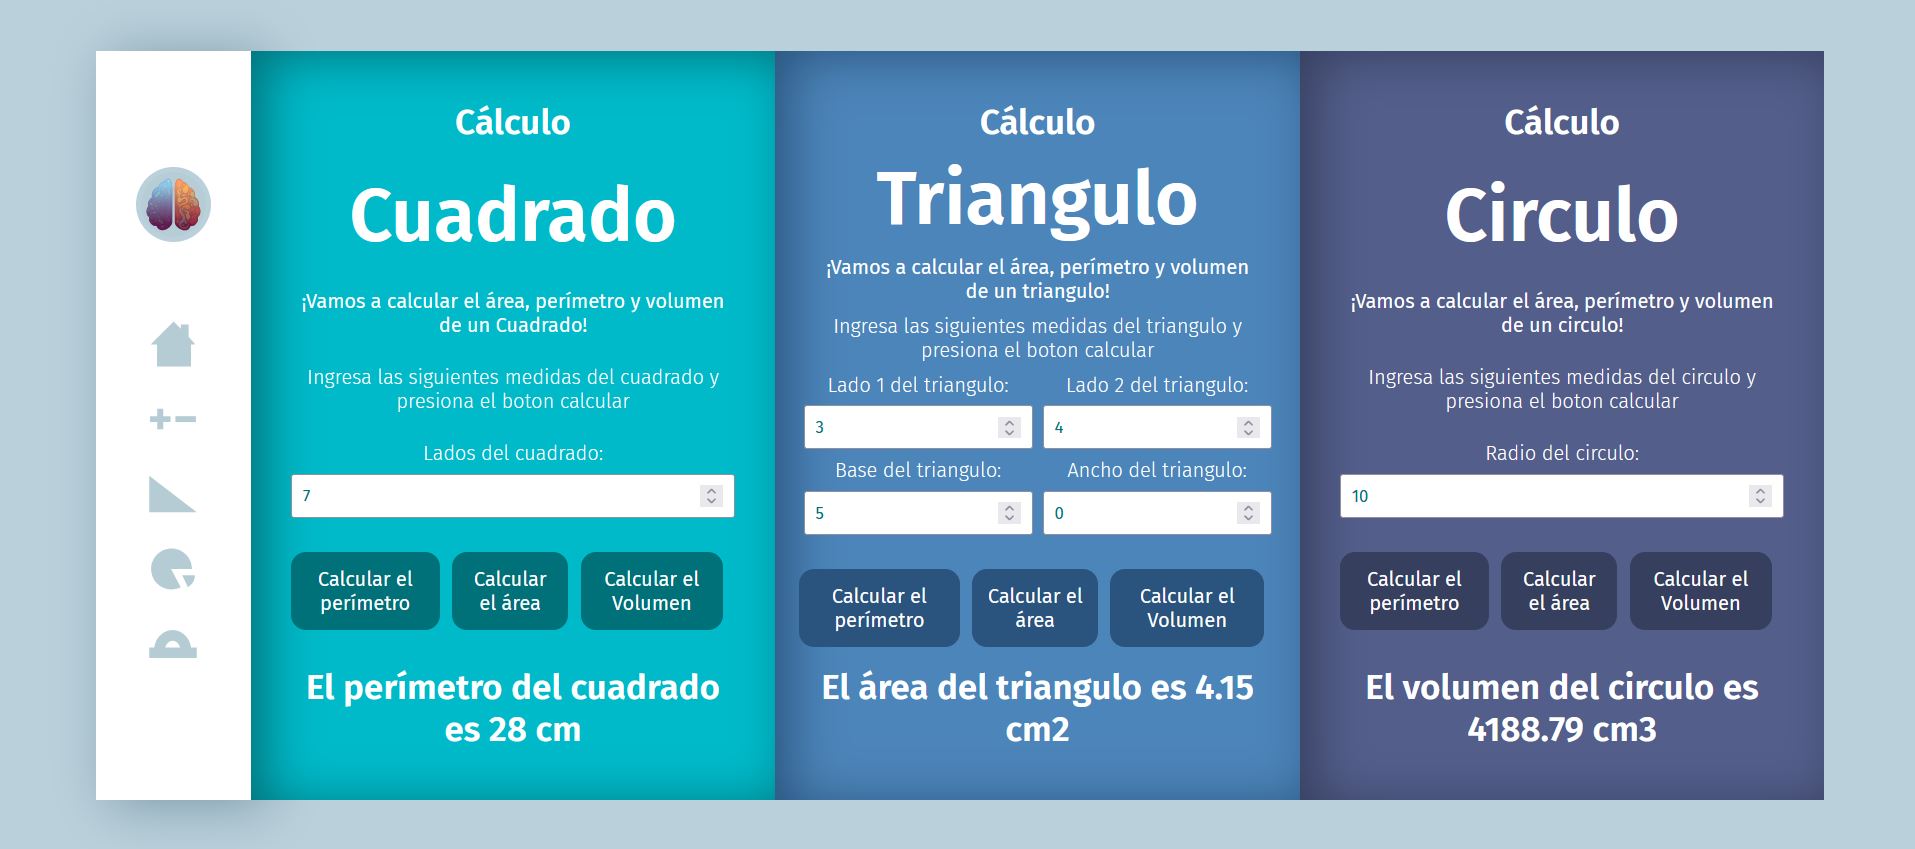 Cálculo
Cuadrado
¡Vamos a calcular el área, perímetro y volumen
de un Cuadrado!
Ingresa las siguientes medidas del cuadrado y
presiona el boton calcular
Lados del cuadrado:
7
Calcular el
perímetro
Calcular
el área
Calcular el
Volumen
El perímetro del cuadrado
es 28 cm
Cálculo
Triangulo
¡Vamos a calcular el área, perímetro y volumen
de un triangulo!
Ingresa las siguientes medidas del triangulo y
presiona el boton calcular
Lado 1 del triangulo:
Lado 2 del triangulo:
3
4
Base del triangulo:
Ancho del triangulo:
5
0
Calcular el
perímetro
Calcular el
área
Calcular el
Volumen
El área del triangulo es 4.15
cm2
Cálculo
Circulo
¡Vamos a calcular el área, perímetro y volumen
de un circulo!
Ingresa las siguientes medidas del circulo y
presiona el boton calcular
Radio del circulo:
10
Calcular el
perímetro
Calcular
el área
Calcular el
Volumen
El volumen del circulo es
4188.79 cm3